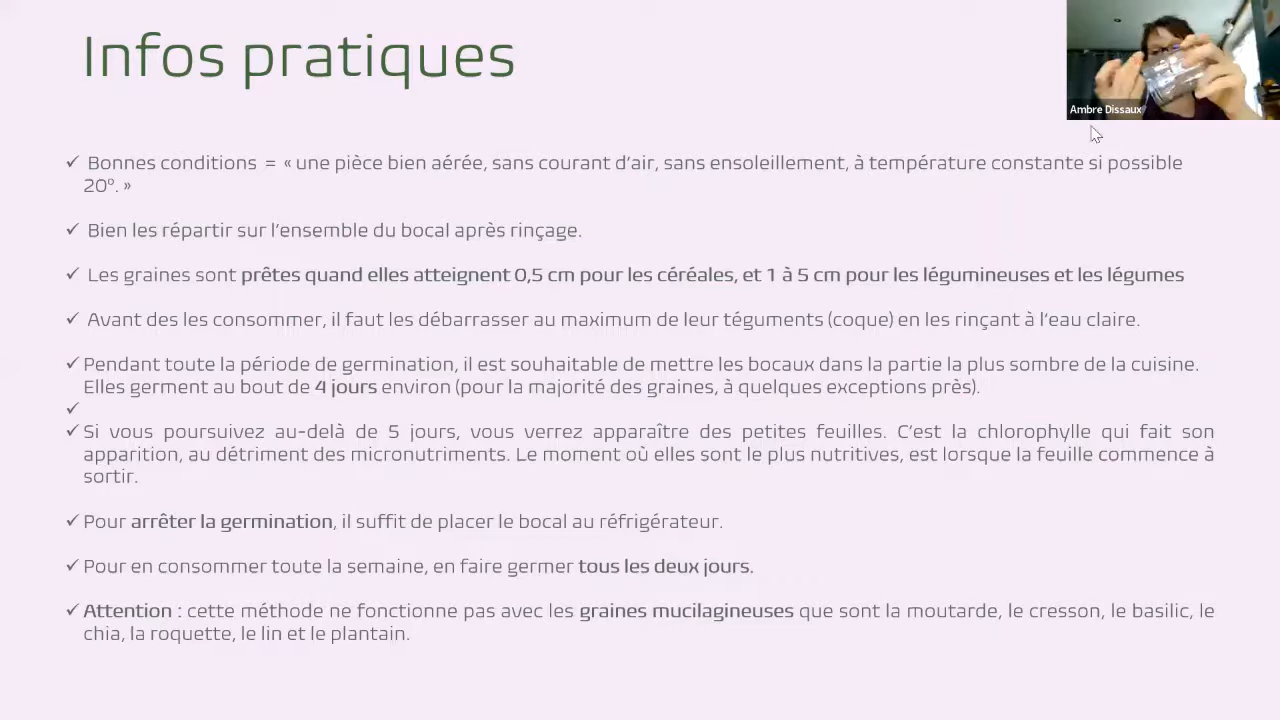 Infos pratiques
Ambre Dissaux
✓ Bonnes conditions = « une pièce bien aérée, sans courant d'air, sans ensoleillement, à température constante si possible
20°. »
✓ Bien les répartir sur l'ensemble du bocal après rinçage.
✓ Les graines sont prêtes quand elles atteignent 0,5 cm pour les céréales, et 1 à 5 cm pour les légumineuses et les légumes
✓ Avant des les consommer, il faut les débarrasser au maximum de leur téguments (coque) en les rinçant à l'eau claire.
✓ Pendant toute la période de germination, il est souhaitable de mettre les bocaux dans la partie la plus sombre de la cuisine.
Elles germent au bout de 4 jours environ (pour la majorité des graines, à quelques exceptions près).
✓
✓ Si vous poursuivez au-delà de 5 jours, vous verrez apparaître des petites feuilles. C'est la chlorophylle qui fait son
apparition, au détriment des micronutriments. Le moment où elles sont le plus nutritives, est lorsque la feuille commence à
sortir.
✓ Pour arrêter la germination, il suffit de placer le bocal au réfrigérateur.
✓ Pour en consommer toute la semaine, en faire germer tous les deux jours.
✓ Attention : cette méthode ne fonctionne pas avec les graines mucilagineuses que sont la moutarde, le cresson, le basilic, le
chia, la roquette, le lin et le plantain.